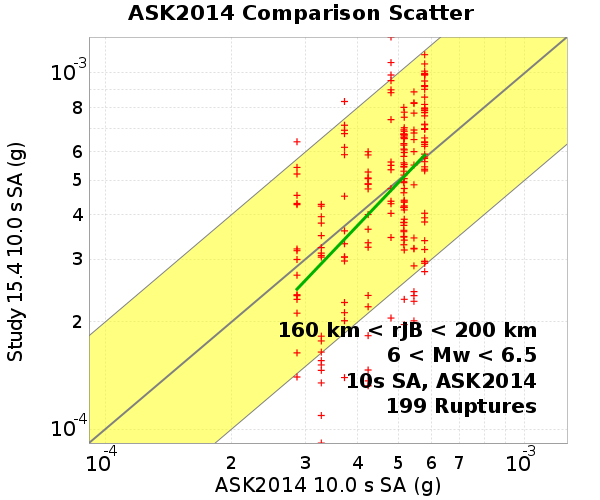 ASK2014 Comparison Scatter
Study 15.4 10.0 s SA (g)
10-3
8
6
5
4
3
2
10-4
160 km < rJB < 200 km
6 < Mw < 6.5
10s SA, ASK2014
199 Ruptures
10-4 2 3 4 5 6 7 10-3
ASK2014 10.0 s SA (g)